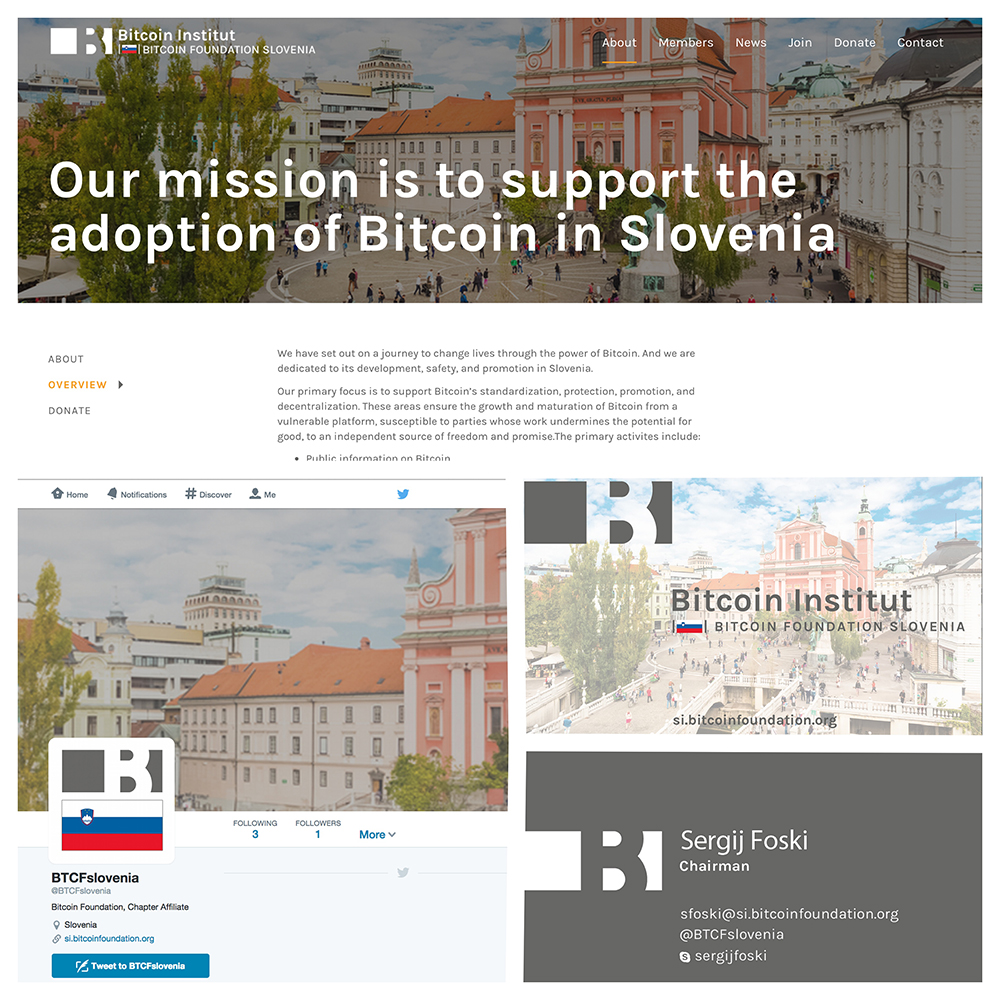 Bitcoin Institut
BITCOIN FOUNDATION SLOVENIA
About Members News Join Donate Contact
Our mission is to support the
adoption of Bitcoin in Slovenia
ABOUT
OVERVIEW
DONATE
We have set out on a journey to change lives through the power of Bitcoin. And we are
dedicated to its development, safety, and promotion in Slovenia.
Our primary focus is to support Bitcoin's standardization, protection, promotion, and
decentralization. These areas ensure the growth and maturation of Bitcoin from a
vulnerable platform, susceptible to parties whose work undermines the potential for
good, to an independent source of freedom and promise.The primary activites include:
• Public information on Bitcoin
Home Notifications Discover Me
B
FOLLOWING FOLLOWERS
3 1 More
BTCFslovenia
@BTCFslovenia
Bitcoin Foundation, Chapter Affiliate
Slovenia
si.bitcoinfoundation.org
Tweet to BTCFslovenia
B
Bitcoin Institut
BITCOIN FOUNDATION SLOVENIA
si.bitcoinfoundation.org
B
Sergij Foski
Chairman
sfoski@si.bitcoinfoundation.org
@BTCFslovenia
sergijfoski